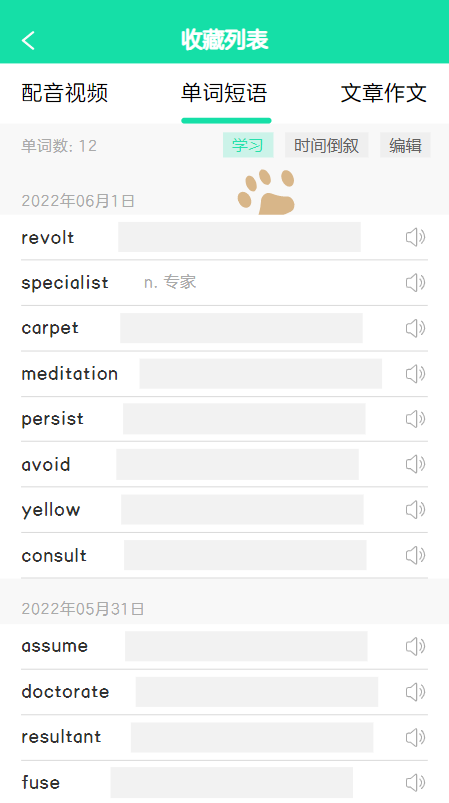 收藏列表
配音视频 单词短语 文章作文
单词数: 12 学习 时间倒叙 编辑
2022年06月1日
revolt
specialist n. 专家
carpet
meditation
persist
avoid
yellow
consult
2022年05月31日
assume
doctorate
resultant
fuse